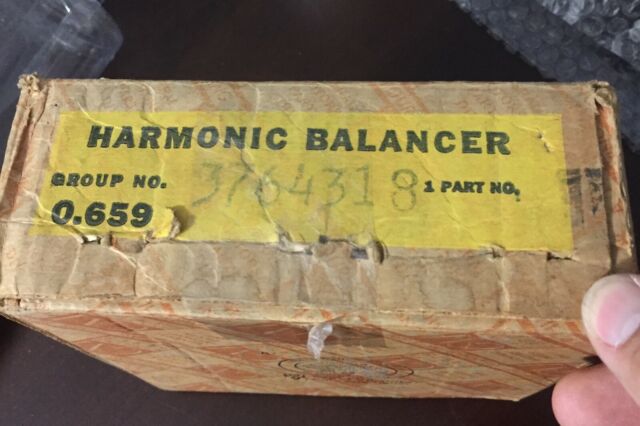 HARMONIC BALANCER
GROUP NO. 3764318 1 PART NO.
0.659